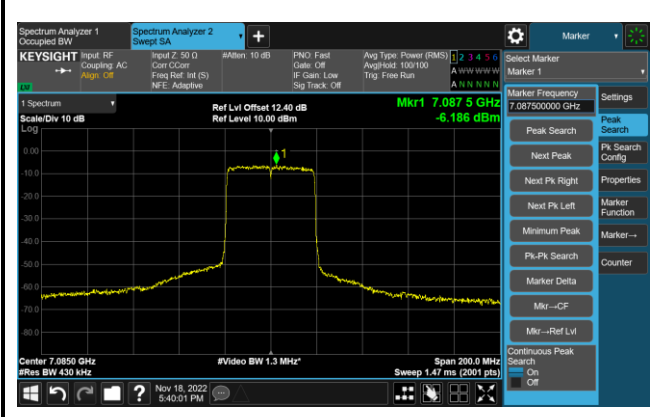 Spectrum Analyzer 1
Occupied BW
Spectrum Analyzer 2
Swept SA
Marker
KEYSIGHT
Input: RF
Coupling: AC
Align: Off
Input Z: 50 Ω
Corr CCorr
Freq Ref: Int (S)
NFE: Adaptive
#Atten: 10 dB
PNO: Fast
Gate: Off
IF Gain: Low
Sig Track: Off
Avg Type: Power (RMS)
Avg|Hold: 100/100
Trig: Free Run
1 2 3 4 5 6
A W W W W W
A N N N N N
LW
Select Marker
Marker 1
1 Spectrum
Scale/Div 10 dB
Log
Ref Lvl Offset 12.40 dB
Ref Level 10.00 dBm
Mkr1 7.087 5 GHz
-6.186 dBm
1
0.00
-10.0
-20.0
-30.0
-40.0
-50.0
-60.0
-70.0
-80.0
Center 7.0850 GHz
#Res BW 430 kHz
#Video BW 1.3 MHz*
Span 200.0 MHz
Sweep 1.47 ms (2001 pts)
Marker Frequency
7.087500000 GHz
Peak Search
Next Peak
Next Pk Right
Next Pk Left
Minimum Peak
Pk-Pk Search
Marker Delta
Mkr→CF
Mkr→Ref Lvl
Continuous Peak
Search
On
Off
Settings
Peak
Search
Pk Search
Config
Properties
Marker
Function
Marker→
Counter
?
Nov 18, 2022
5:40:01 PM